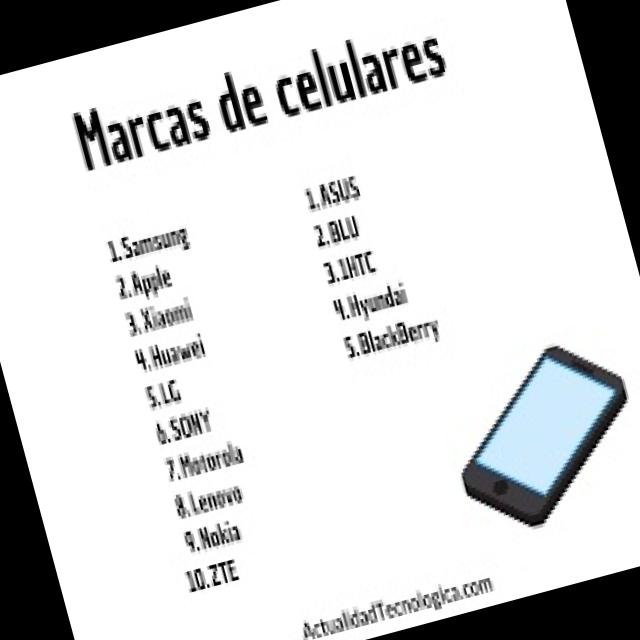 Marcas de celulares
1.Samsung
2.Apple
3.Xiaomi
4.Huawei
5.LG
6.SONY
7.Motorola
8.Lenovo
9.Nokia
10.ZTE
1.ASUS
2.BLU
3.1HTC
4.Hyundai
5.BlackBerry
ActualidadTecnologica.com